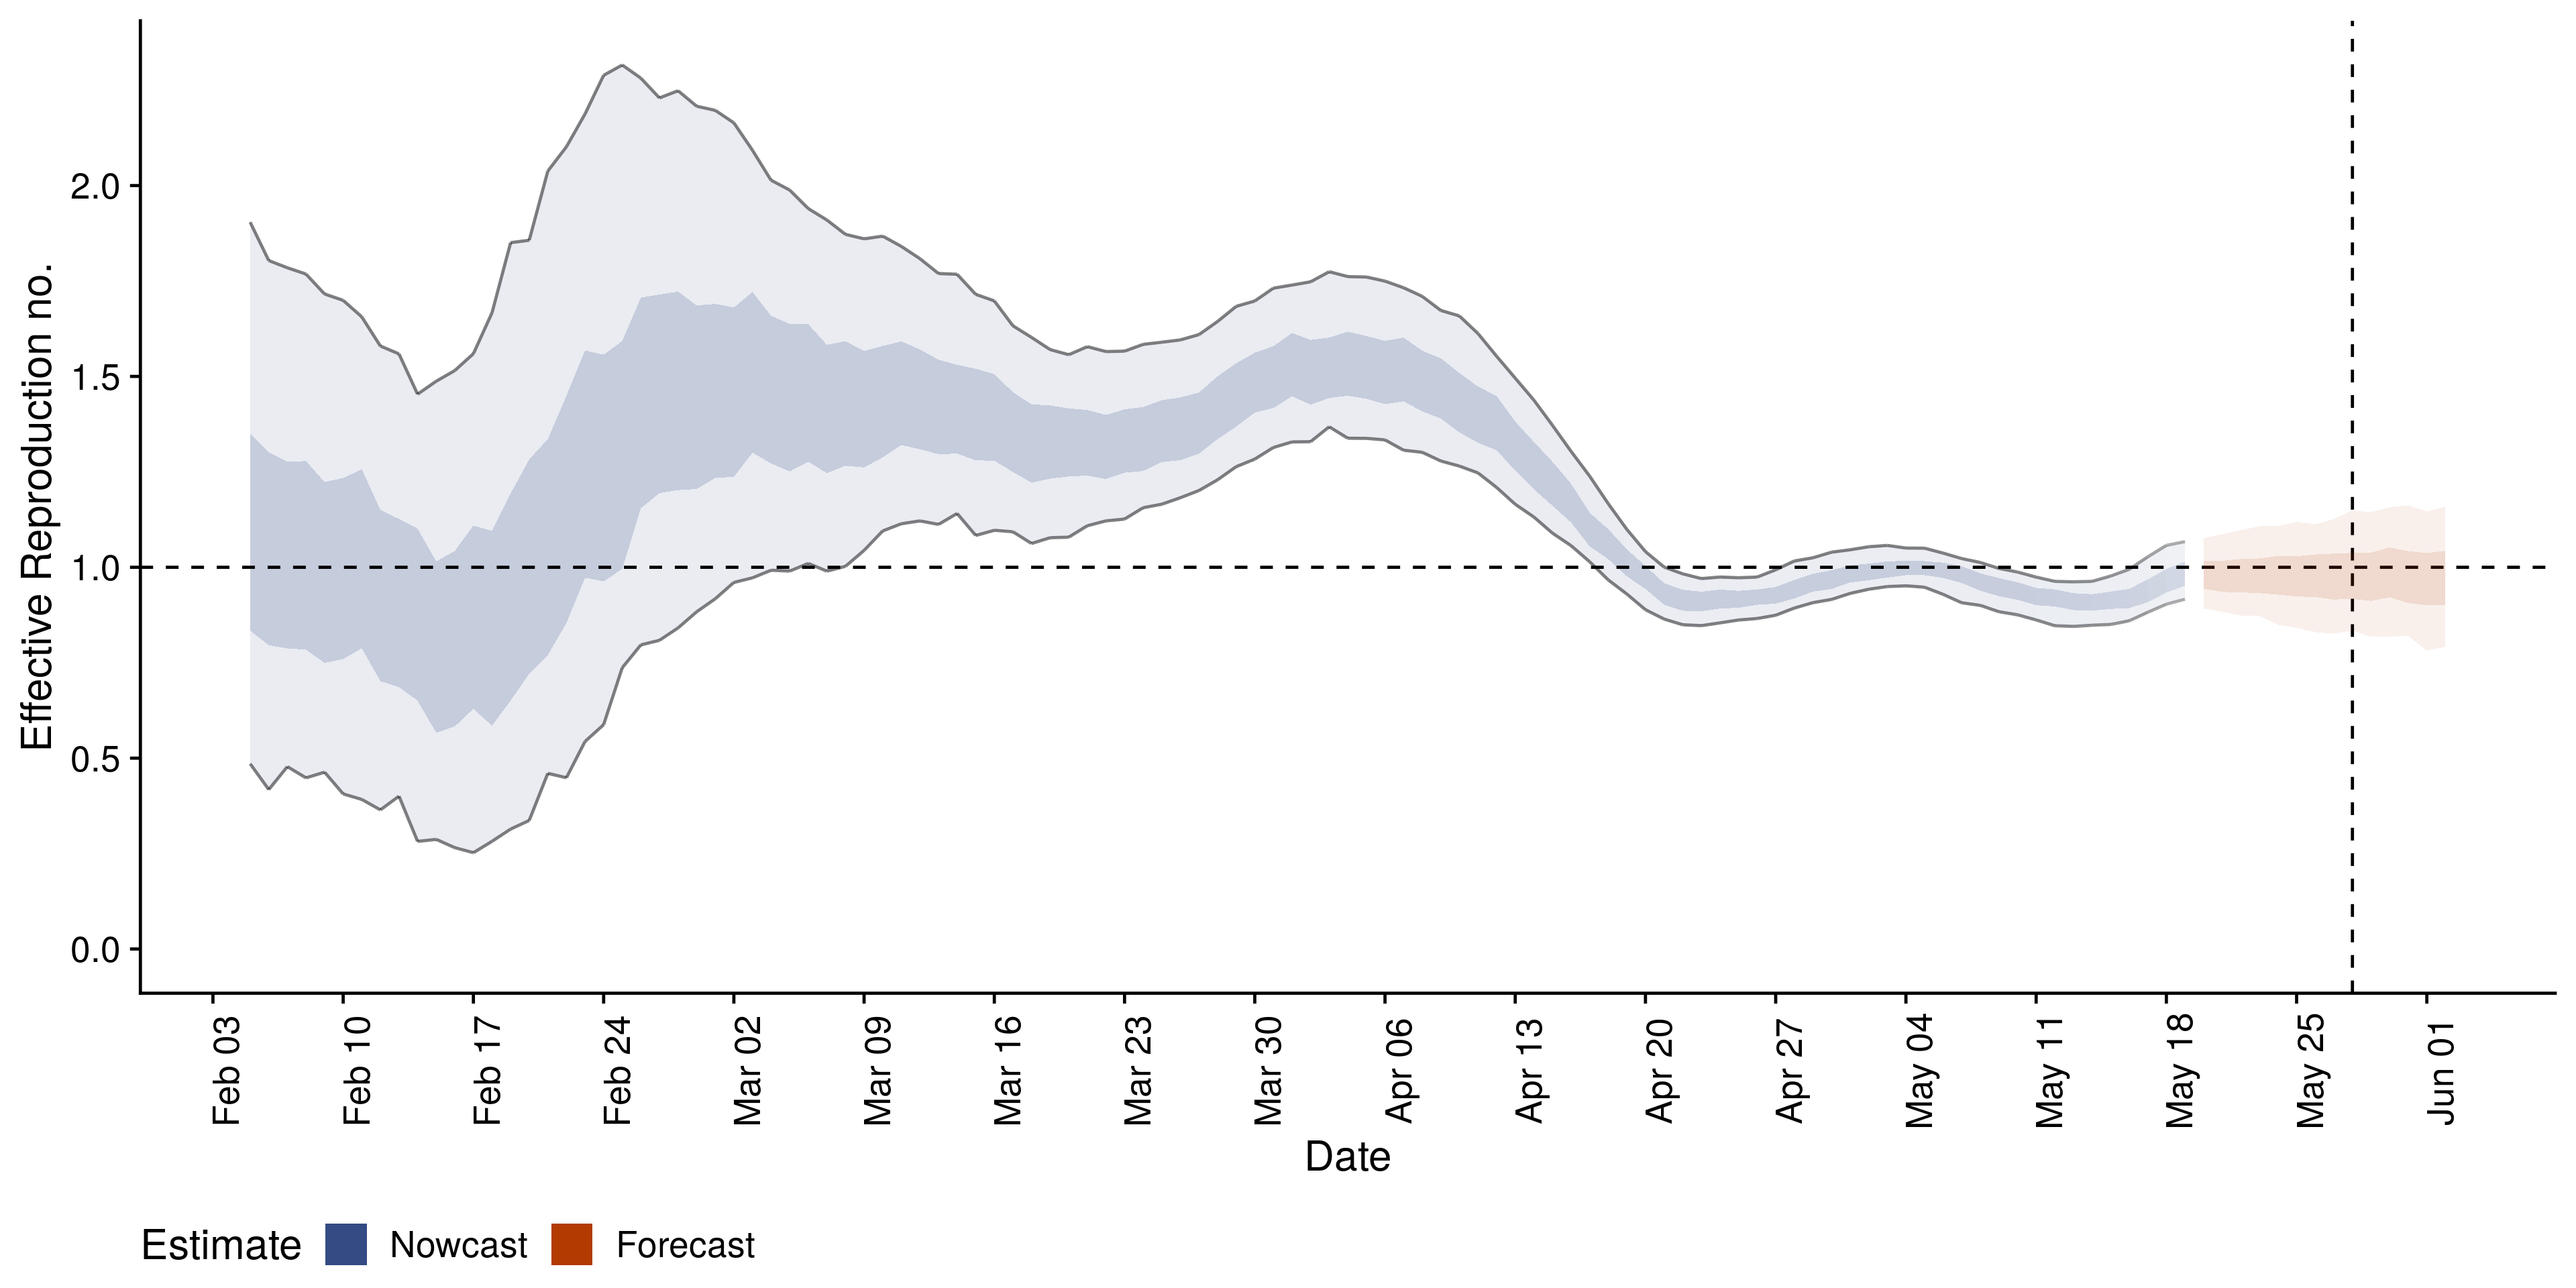 Effective Reproduction no.
2.0
1.5
1.0
0.5
0.0
Feb 03
Feb 10
Feb 17
Feb 24
Mar 02
Mar 09
Mar 16
Mar 23
Mar 30
Apr 06
Apr 13
Apr 20
Apr 27
May 04
May 11
May 18
May 25
Jun 01
Date
Estimate Nowcast Forecast